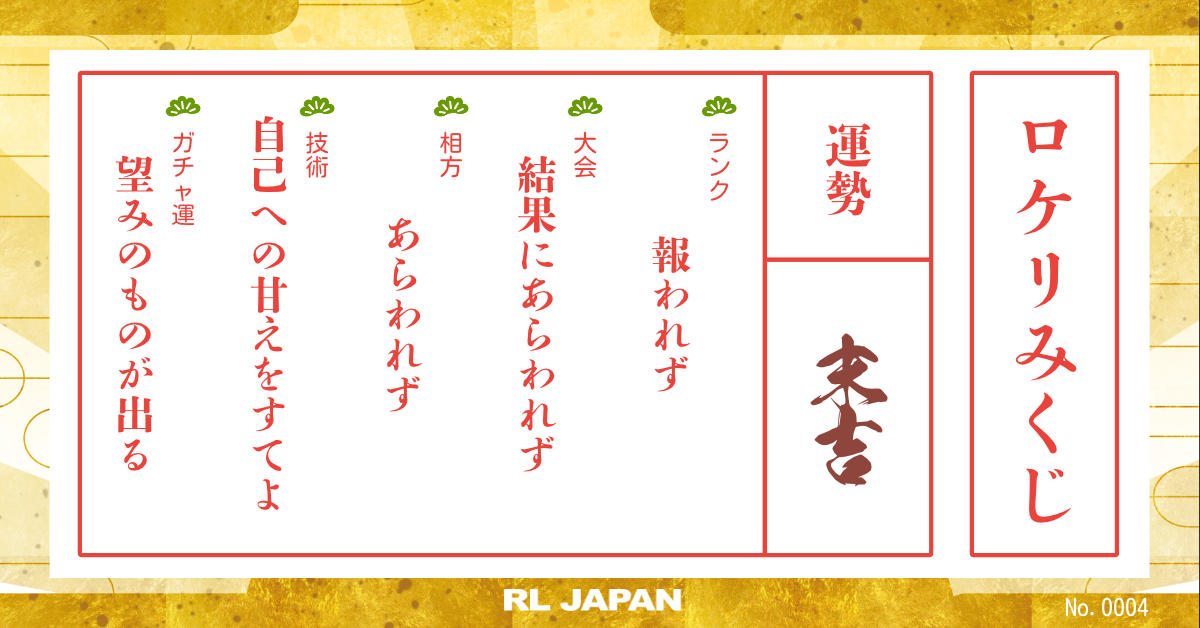 ロケリみくじ
運勢
末吉
ランク
報われず
大会
結果にあらわれず
相方
あらわれず
技術
自己への甘えをすてよ
ガチャ運
望みのものが出る
RL JAPAN
No. 0004